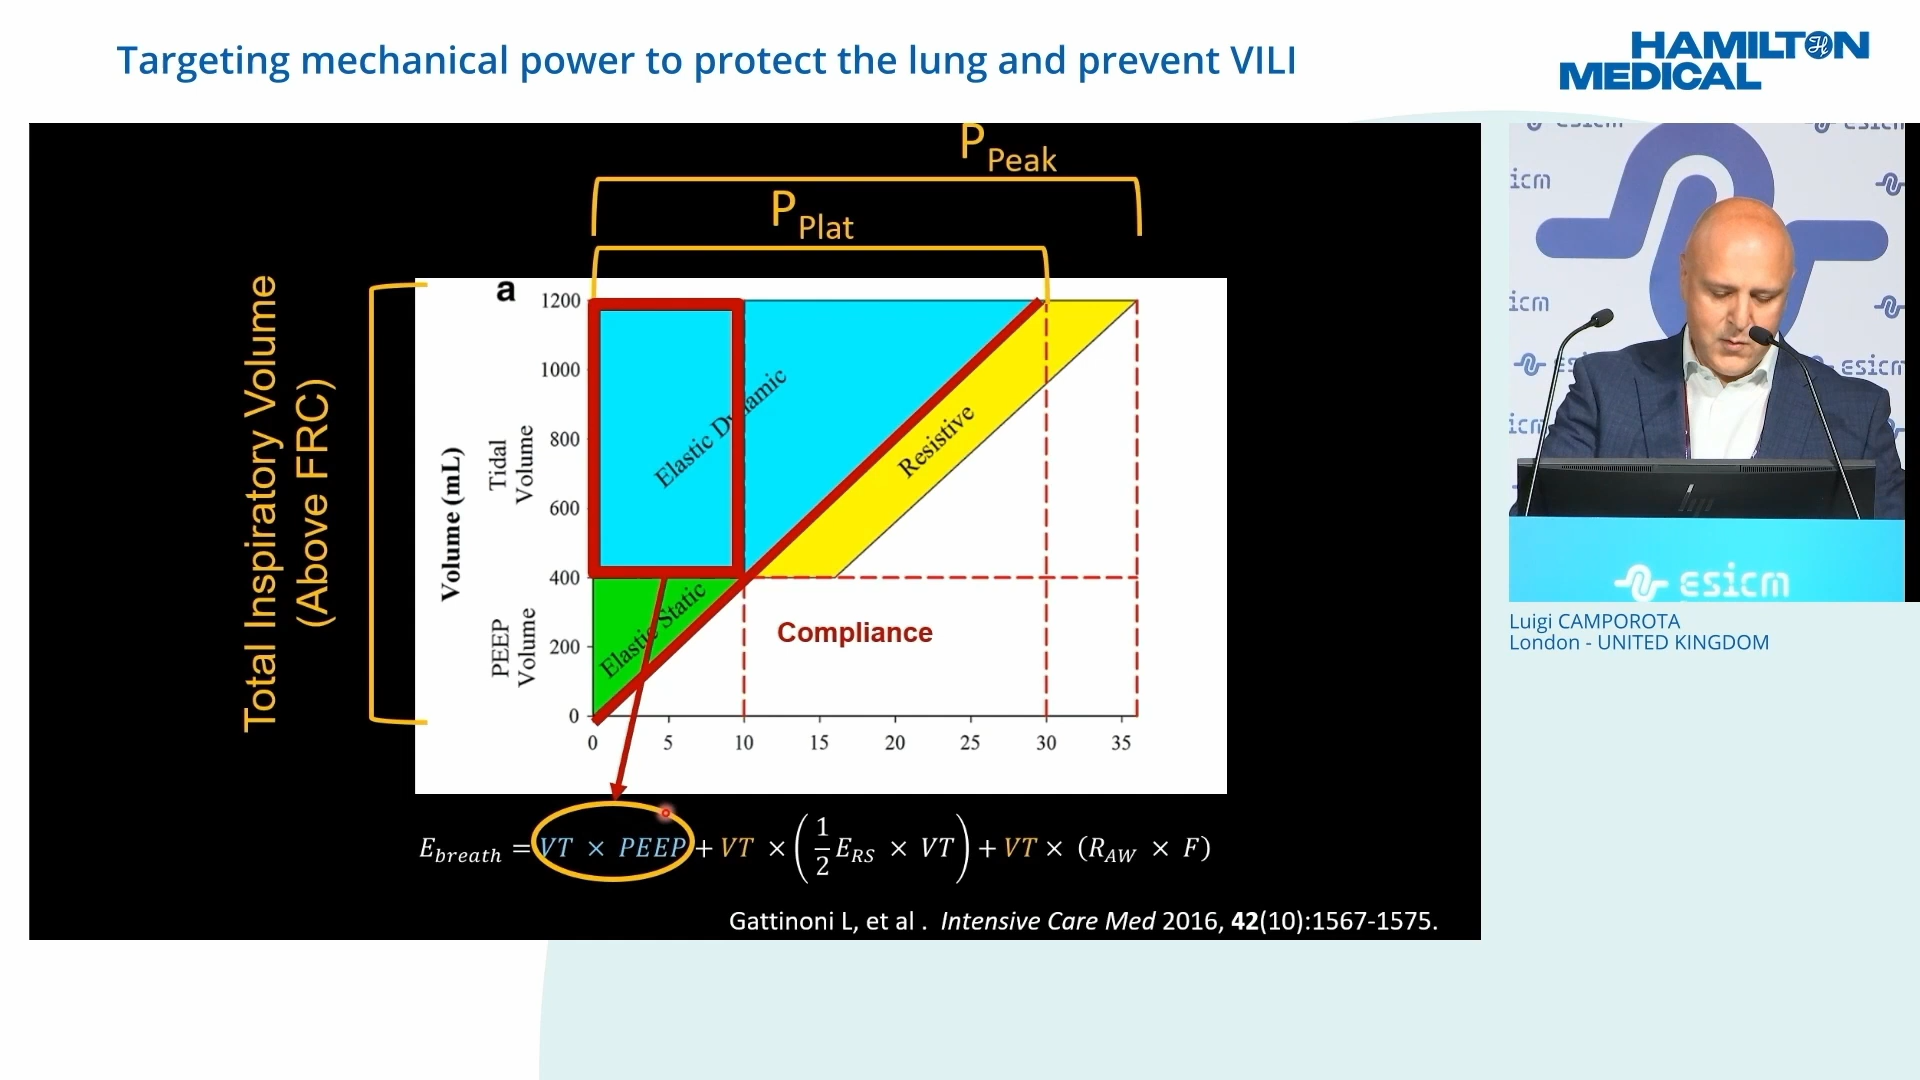 Targeting mechanical power to protect the lung and prevent VILI
HAMILTON
MEDICAL
P Peak
P Plat
Total Inspiratory Volume
(Above FRC)
a
Volume (mL)
Tidal
Volume
PEEP
Volume
1200
1000
800
600
400
200
0
0 5 10 15 20 25 30 35
Elastic Dynamic
Resistive
Elastic Static
Compliance
E_breath = VT × PEEP + VT × (1/2 E_RS × VT) + VT × (R_AW × F)
Gattinoni L, et al . Intensive Care Med 2016, 42(10):1567-1575.
esicm
esicm
icm
icm
esicm
icm
esicm
Luigi CAMPOROTA
London - UNITED KINGDOM